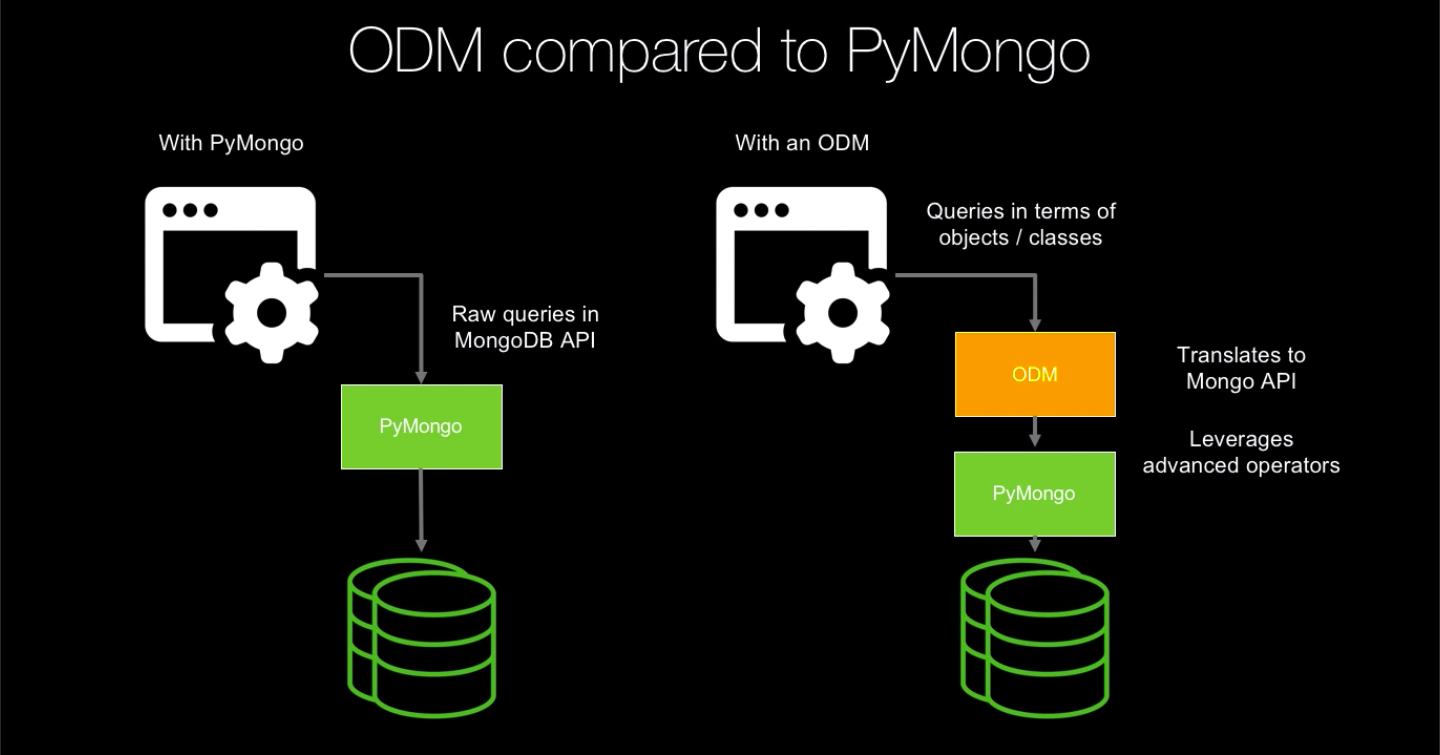 ODM compared to PyMongo
With PyMongo
Raw queries in
MongoDB API
PyMongo
With an ODM
Queries in terms of
objects / classes
ODM
Translates to
Mongo API
Leverages
advanced operators
PyMongo